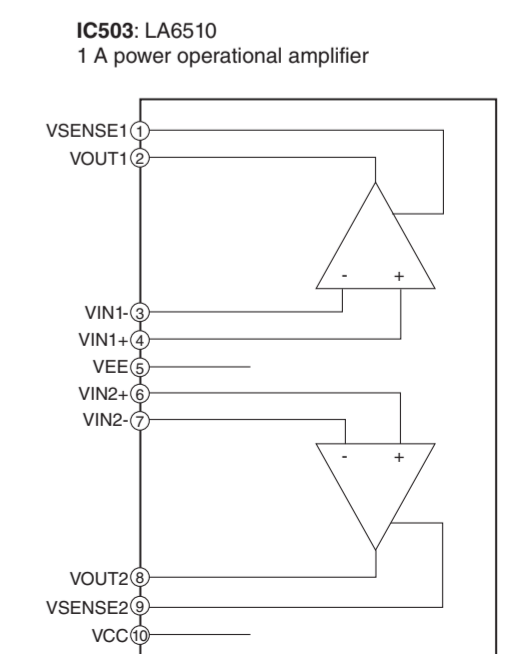 IC503: LA6510
1 A power operational amplifier
VSENSE1 1
VOUT1 2
- +
VIN1- 3
VIN1+ 4
VEE 5
VIN2+ 6
VIN2- 7
- +
VOUT2 8
VSENSE2 9
VCC 10